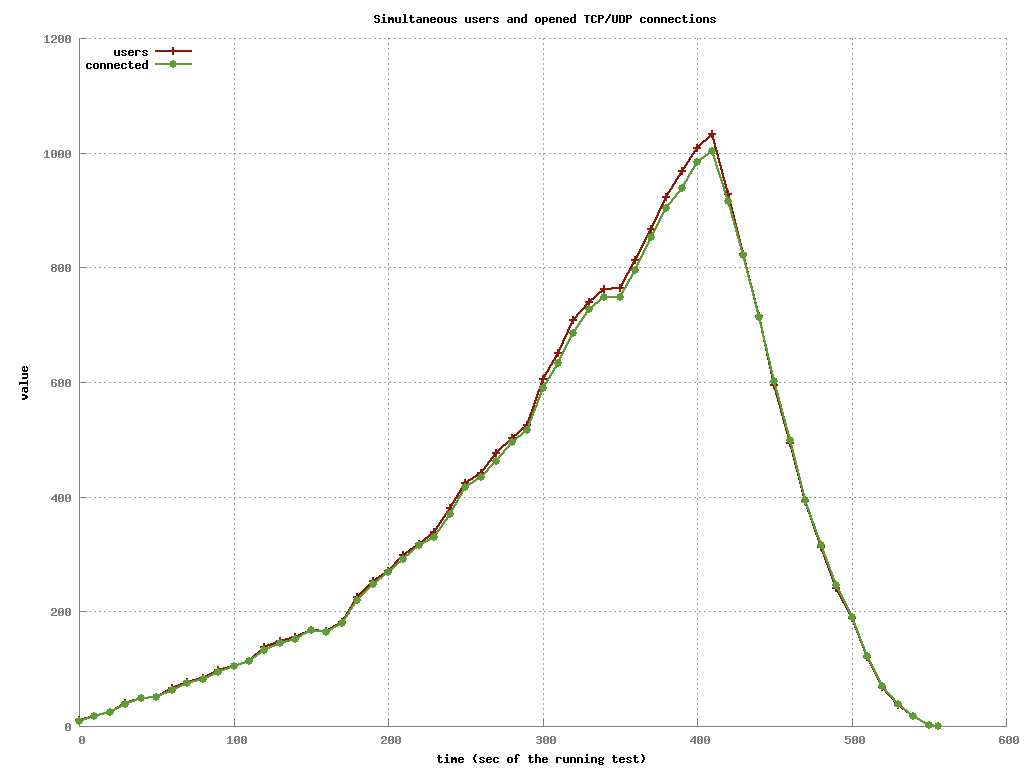 Simultaneous users and opened TCP/UDP connections
1200
users
connected
1000
800
value
600
400
200
0
0 100 200 300 400 500 600
time (sec of the running test)